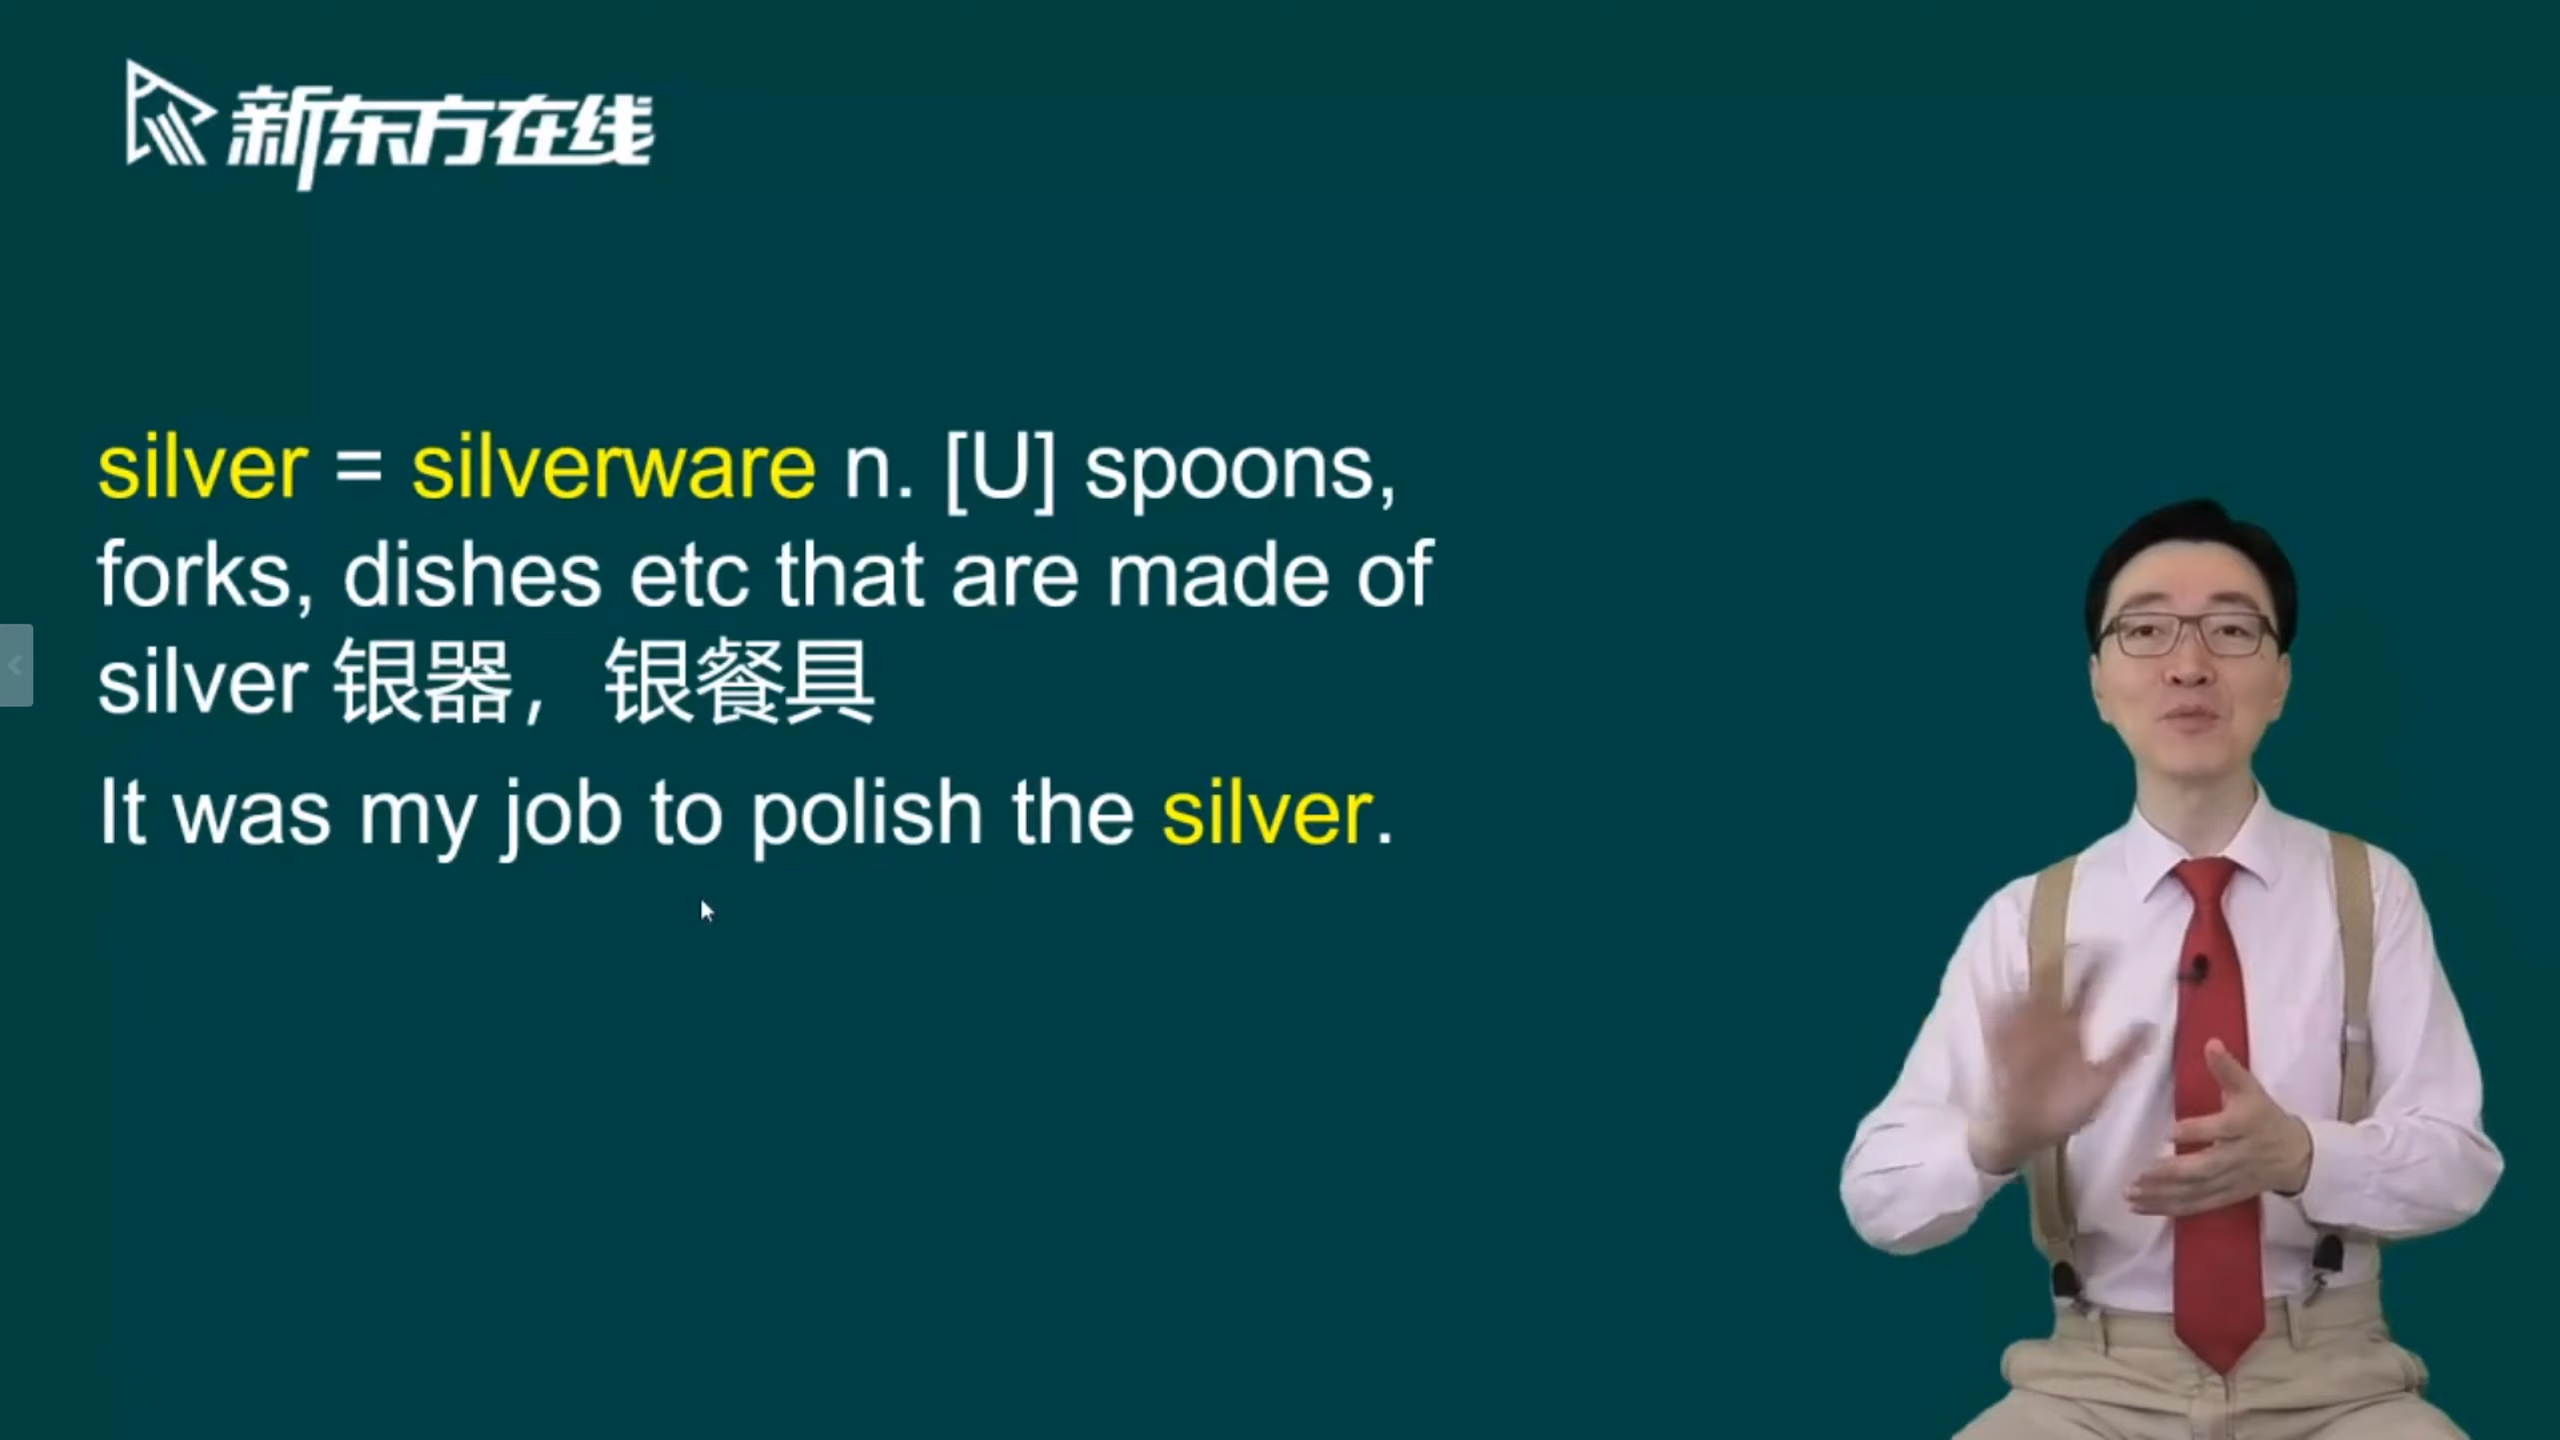 新东方在线
silver = silverware n. [U] spoons,
forks, dishes etc that are made of
silver 银器，银餐具
It was my job to polish the silver.